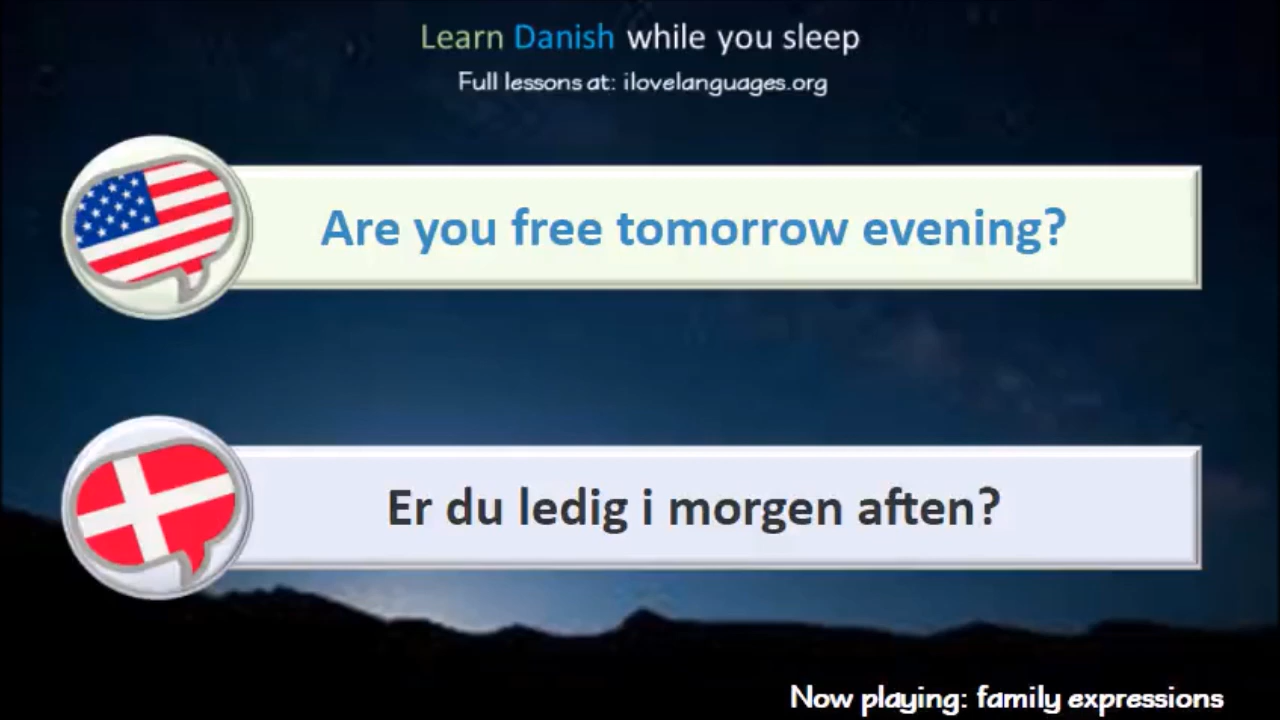 Learn Danish while you sleep
Full lessons at: ilovelanguages.org
Are you free tomorrow evening?
Er du ledig i morgen aften?
Now playing: family expressions